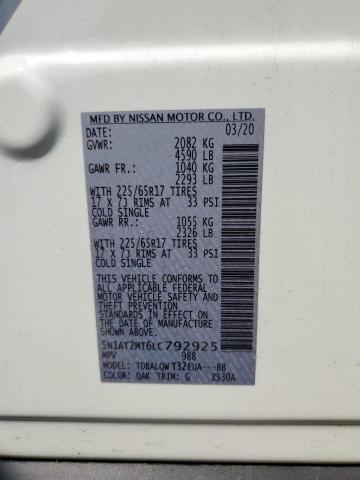 MFD BY NISSAN MOTOR CO., LTD.
DATE: 03/20
GVWR: 2082 KG
4590 LB
GAWR FR.: 1040 KG
2293 LB
WITH 225/65R17 TIRES
17 X 7J RIMS AT 33 PSI
COLD SINGLE
GAWR RR.: 1055 KG
2326 LB
WITH 225/65R17 TIRES
17 X 7J RIMS AT 33 PSI
COLD SINGLE
THIS VEHICLE CONFORMS TO
ALL APPLICABLE FEDERAL
MOTOR VEHICLE SAFETY
STANDARDS IN EFFECT ON
THE DATE OF MANUFACTURE
SHOWN ABOVE.
5N1AT2MT6LC792925
MPV 988
MODEL: TDBALQW T32EUA---BB
COLOR: QAK TRIM: G ZS30A